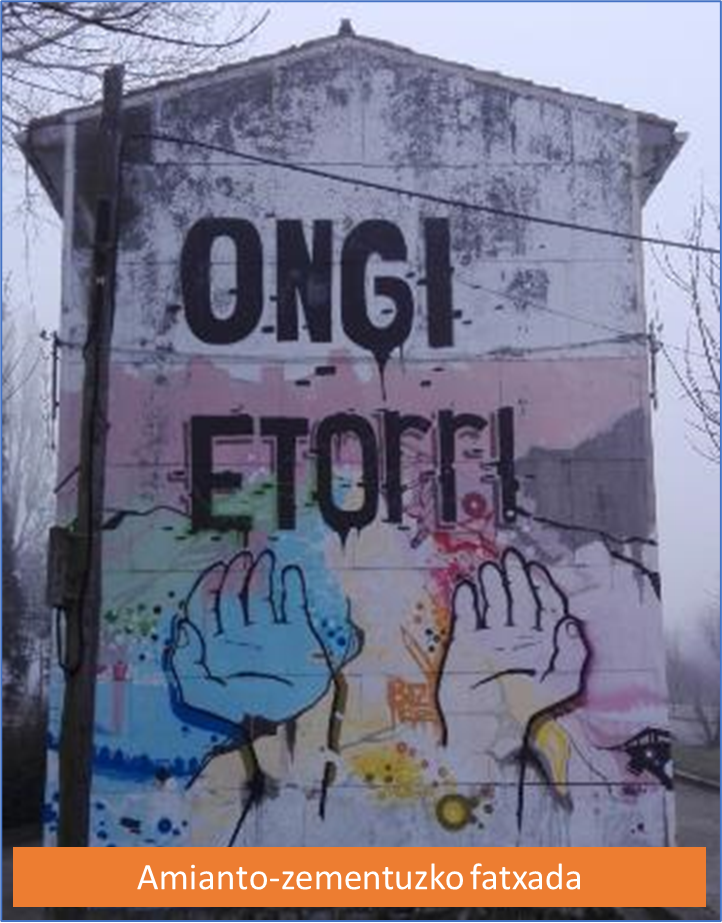 ONGI
ETOrrI
Amianto-zementuzko fatxada